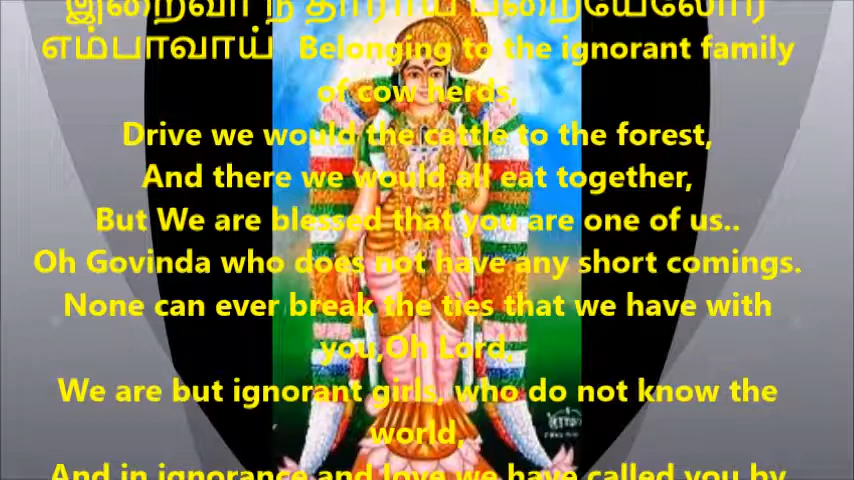 இறைவா நீ தாராய் பறையேலோர்
எம்பாவாய் Belonging to the ignorant family
of cow herds,
Drive we would the cattle to the forest,
And there we would all eat together,
But We are blessed that you are one of us..
Oh Govinda who does not have any short comings.
None can ever break the ties that we have with
you,Oh Lord,
We are but ignorant girls, who do not know the
world,
And in ignorance and love we have called you by